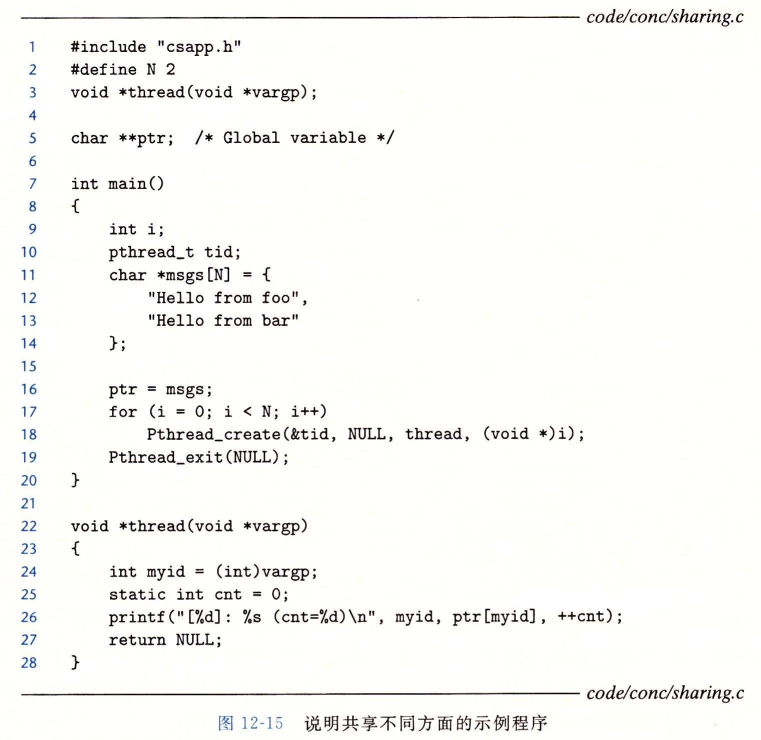 code/conc/sharing.c
1 #include "csapp.h"
2 #define N 2
3 void *thread(void *vargp);
4
5 char **ptr;  /* Global variable */
6
7 int main()
8 {
9     int i;
10     pthread_t tid;
11     char *msgs[N] = {
12         "Hello from foo",
13         "Hello from bar"
14     };
15
16     ptr = msgs;
17     for (i = 0; i < N; i++)
18         Pthread_create(&tid, NULL, thread, (void *)i);
19     Pthread_exit(NULL);
20 }
21
22 void *thread(void *vargp)
23 {
24     int myid = (int)vargp;
25     static int cnt = 0;
26     printf("[%d]: %s (cnt=%d)\n", myid, ptr[myid], ++cnt);
27     return NULL;
28 }
code/conc/sharing.c
图 12-15 说明共享不同方面的示例程序